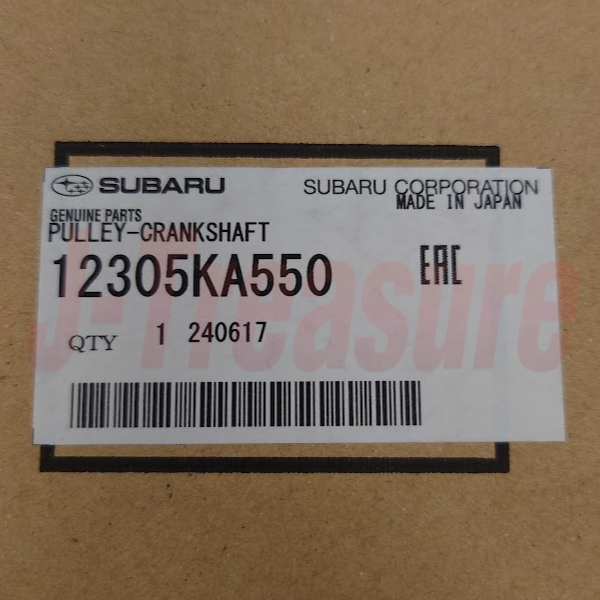 SUBARU SUBARU CORPORATION
GENUINE PARTS MADE IN JAPAN
PULLEY-CRANKSHAFT
12305KA550 EAC
QTY 1 240617
J-Treasure